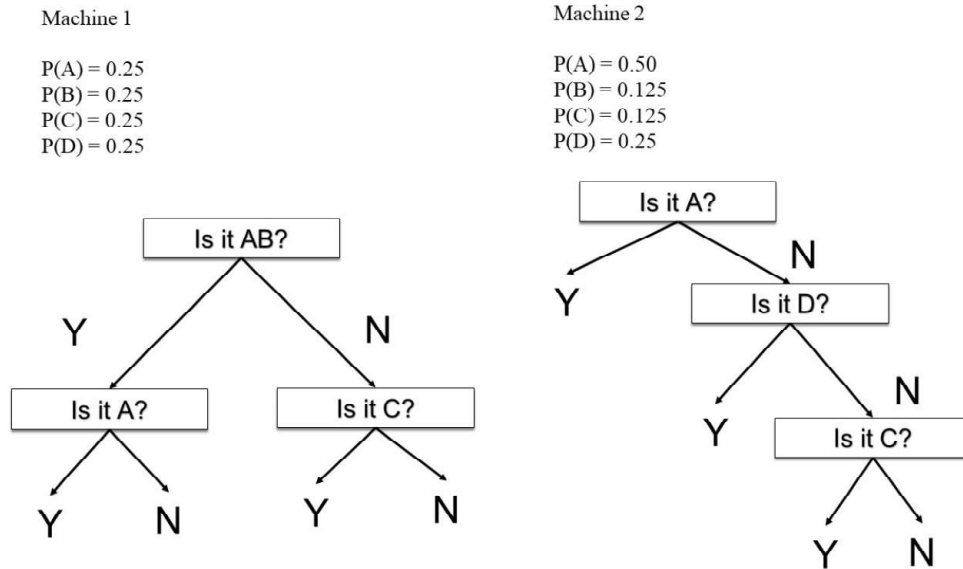 Machine 1
P(A) = 0.25
P(B) = 0.25
P(C) = 0.25
P(D) = 0.25
Is it AB?
Y
N
Is it A?
Is it C?
Y
N
Y
N
Machine 2
P(A) = 0.50
P(B) = 0.125
P(C) = 0.125
P(D) = 0.25
Is it A?
N
Y
Is it D?
N
Y
Is it C?
Y
N